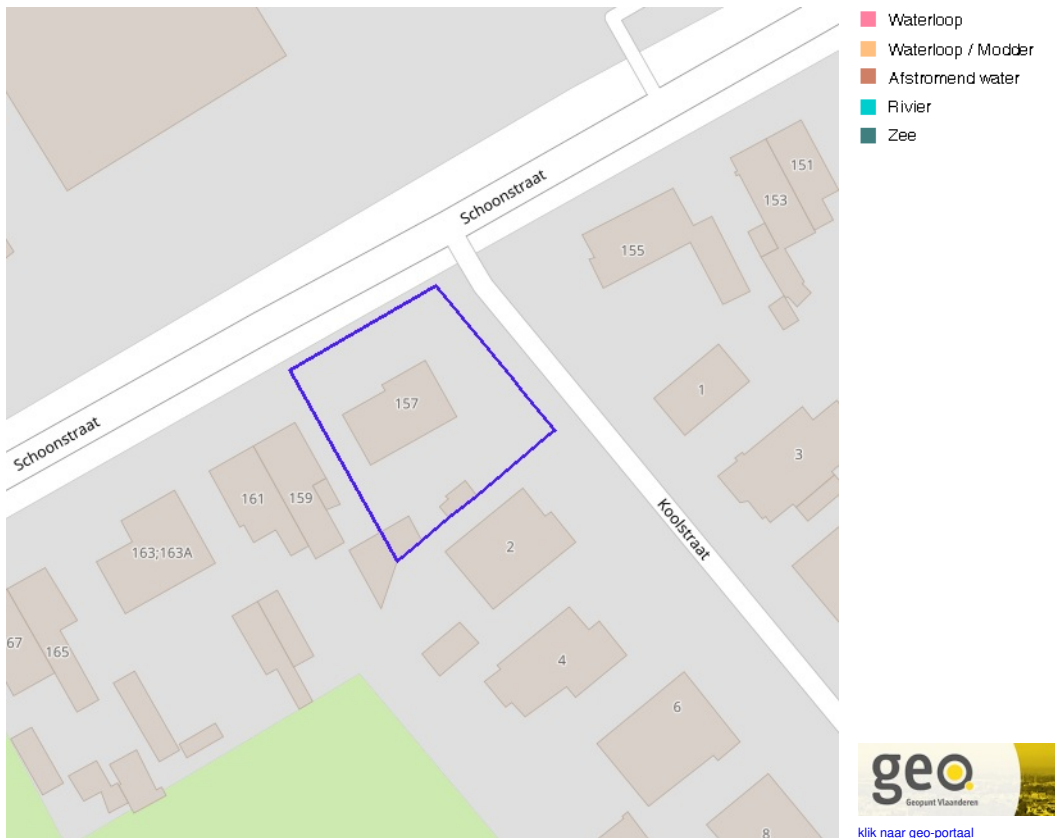 Waterloop
Waterloop / Modder
Afstromend water
Rivier
Zee
151
153
Schoonstraat
155
1
157
3
Schoonstraat
161
159
2
Koolstraat
163;163A
67
165
4
6
8
geo
Geopunt Vlaanderen
klik naar geo-portaal